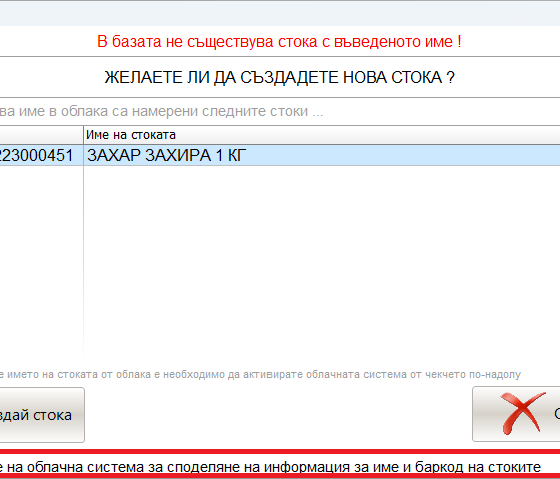 В базата не съществува стока с въведеното име !
ЖЕЛАЕТЕ ЛИ ДА СЪЗДАДЕТЕ НОВА СТОКА ?
име в облака са намерени следните стоки ...
Име на стоката
223000451 ЗАХАР ЗАХИРА 1 КГ
името на стоката от облака е необходимо да активирате облачната система от чекчето по-надолу
стока
на облачна система за споделяне на информация за име и баркод на стоките